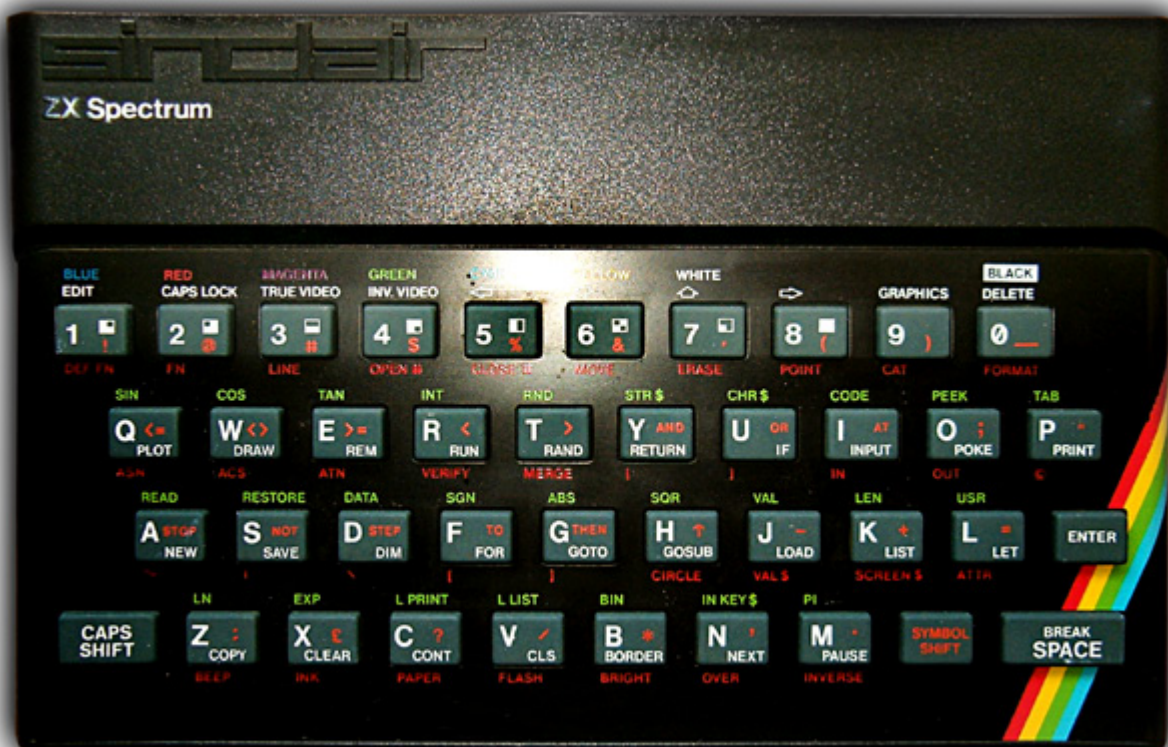 sinclair
ZX Spectrum
BLUE RED MAGENTA GREEN YELLOW WHITE BLACK
EDIT CAPS LOCK TRUE VIDEO INV. VIDEO ⇦ ⇧ ⇨ GRAPHICS DELETE
1 ! 2 @ 3 # 4 $ 5 % 6 & 7 ' 8 ( 9 ) 0 _
DEF FN FN LINE OPEN # CLOSE # MOVE ERASE POINT CAT FORMAT
SIN COS TAN INT RND STR $ CHR $ CODE PEEK TAB
Q <= W <> E >= R < T > Y AND U OR I AT O ; P "
PLOT DRAW REM RUN RAND RETURN IF INPUT POKE PRINT
ASN ACS ATN VERIFY MERGE [ ] IN OUT ©
READ RESTORE DATA SGN ABS SQR VAL LEN USR
A STOP S NOT D STEP F TO G THEN H ↑ J − K + L = ENTER
NEW SAVE DIM FOR GOTO GOSUB LOAD LIST LET
~ | \ { } CIRCLE VAL $ SCREEN $ ATTR
LN EXP L PRINT L LIST BIN IN KEY $ PI
CAPS SHIFT Z : X £ C ? V / B * N , M . SYMBOL SHIFT BREAK SPACE
COPY CLEAR CONT CLS BORDER NEXT PAUSE
BEEP INK PAPER FLASH BRIGHT OVER INVERSE